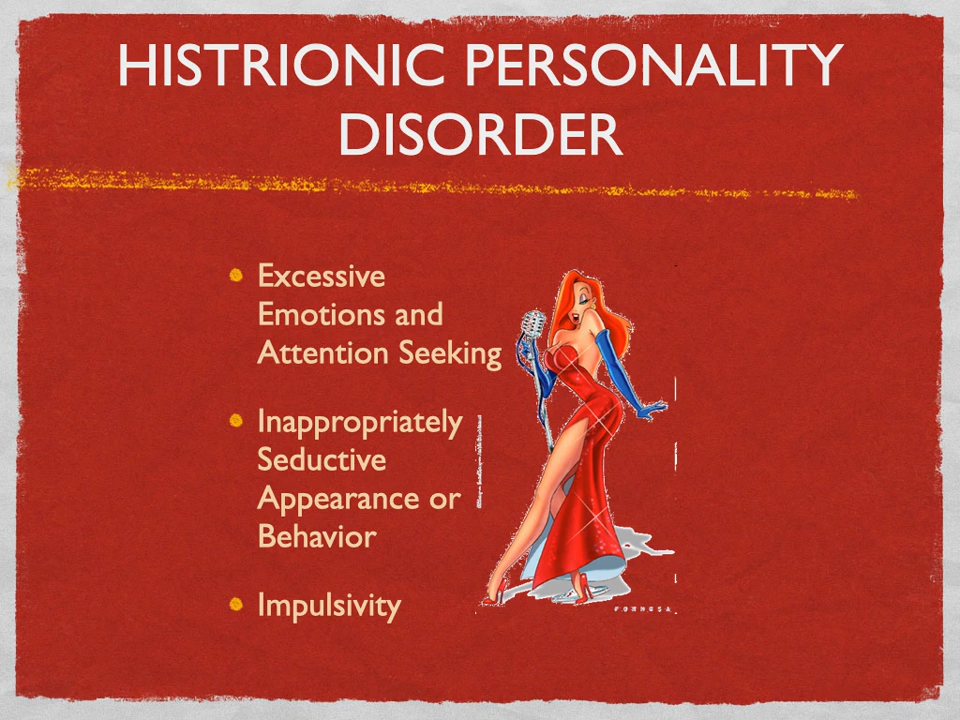 HISTRIONIC PERSONALITY
DISORDER
Excessive
Emotions and
Attention Seeking
Inappropriately
Seductive
Appearance or
Behavior
Impulsivity